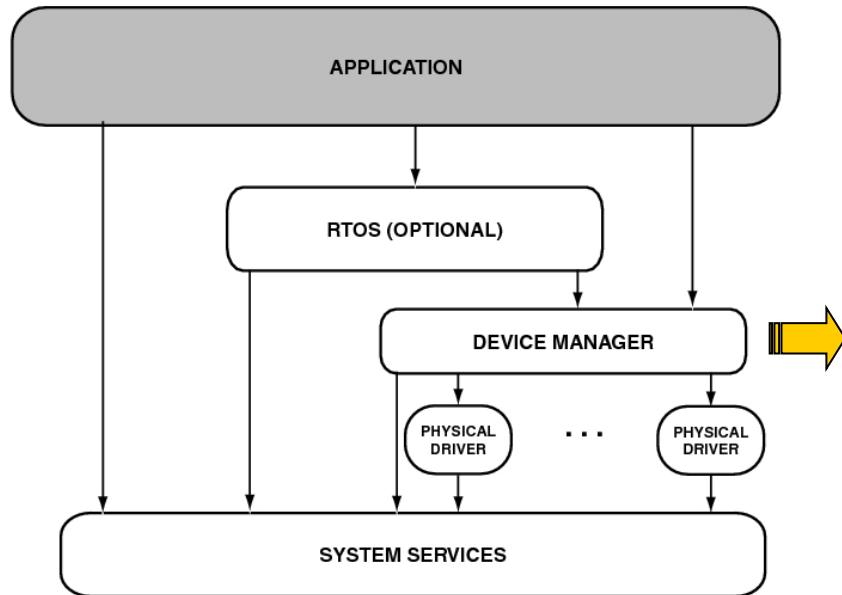 APPLICATION
RTOS (OPTIONAL)
DEVICE MANAGER
PHYSICAL
DRIVER
. . .
PHYSICAL
DRIVER
SYSTEM SERVICES